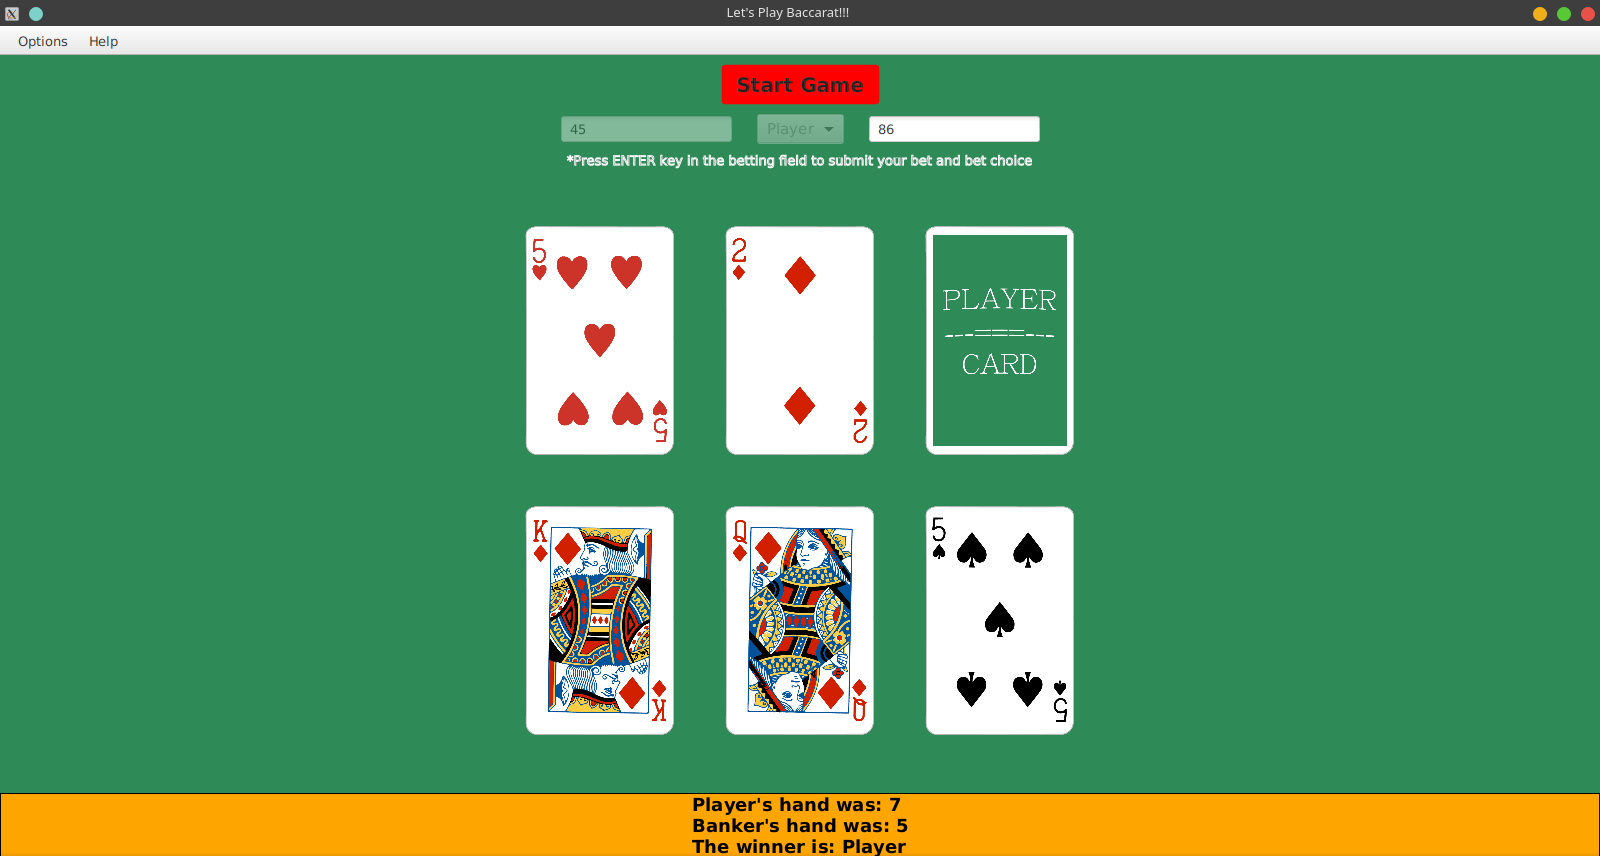 Let's Play Baccarat!!!
Options Help
Start Game
45 Player 86
*Press ENTER key in the betting field to submit your bet and bet choice
5 2
PLAYER
---===---
CARD
5 2
K Q 5
K Q 5
Player's hand was: 7
Banker's hand was: 5
The winner is: Player